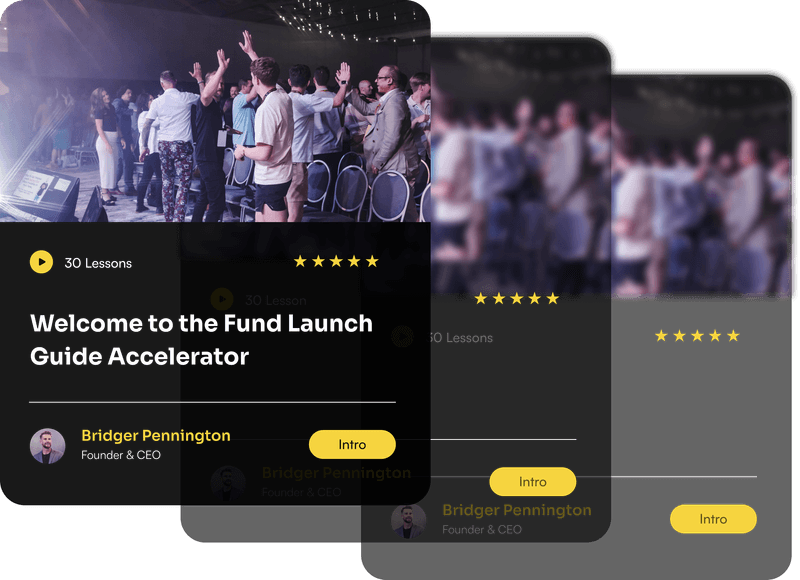 30 Lessons
Welcome to the Fund Launch
Guide Accelerator
Bridger Pennington
Founder & CEO
Intro
30 Lesson
Bridger Pennington
Founder & CEO
Intro
30 Lessons
Bridger Pennington
Founder & CEO
Intro